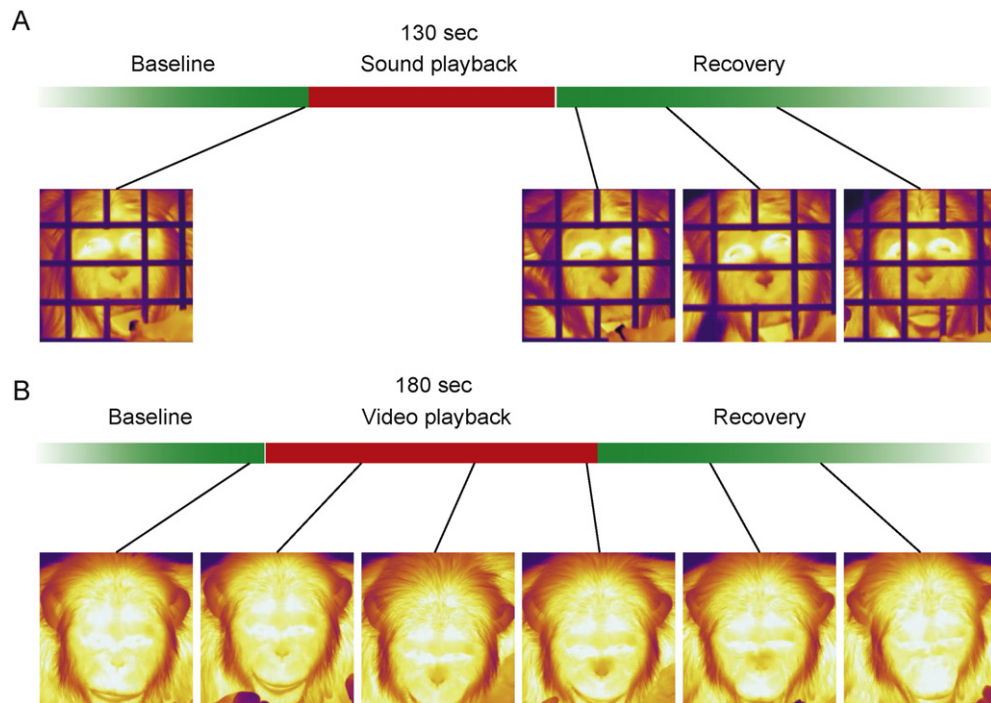 A
130 sec
Baseline Sound playback Recovery
B
180 sec
Baseline Video playback Recovery